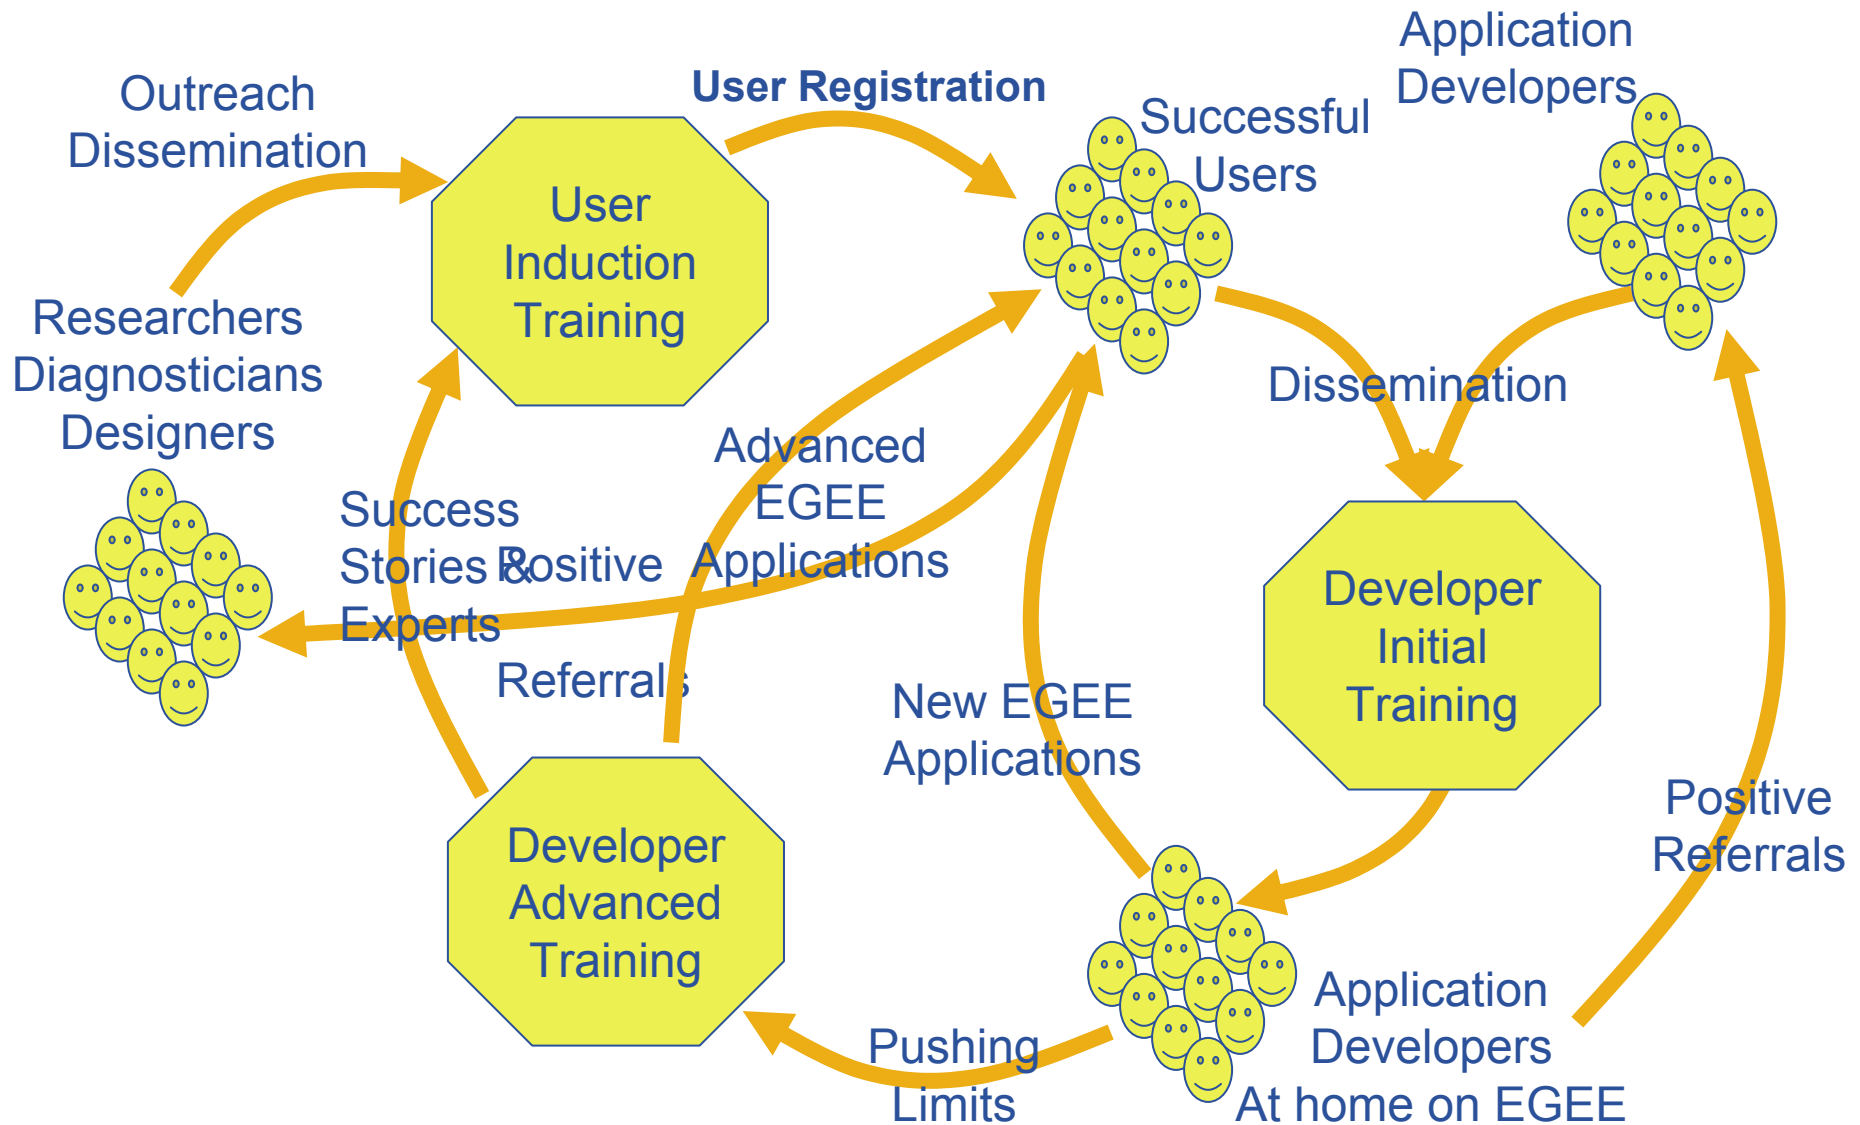 Application
Developers
Outreach
Dissemination
User Registration
Successful
Users
User
Induction
Training
Researchers
Diagnosticians
Designers
Dissemination
Advanced
EGEE
Applications
Success
Stories &
Experts
Positive
Referrals
Developer
Initial
Training
New EGEE
Applications
Positive
Referrals
Developer
Advanced
Training
Application
Developers
At home on EGEE
Pushing
Limits